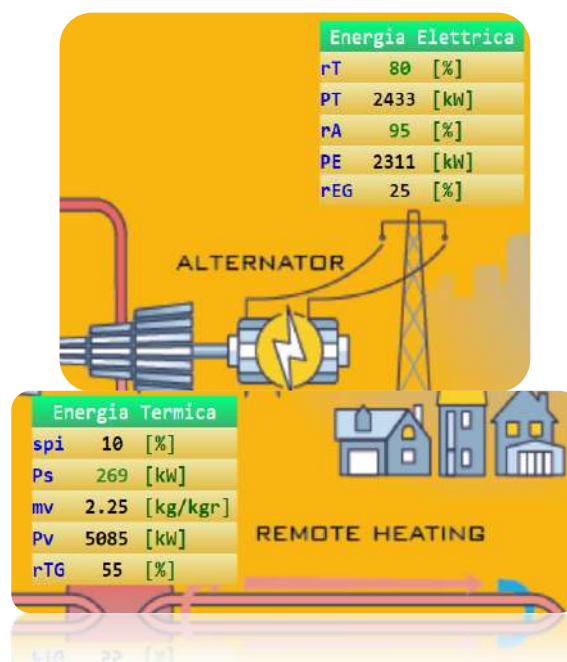 Energia Elettrica
rT 80 [%]
PT 2433 [kW]
rA 95 [%]
PE 2311 [kW]
rEG 25 [%]
ALTERNATOR
Energia Termica
spi 10 [%]
Ps 269 [kW]
mv 2.25 [kg/kgr]
Pv 5085 [kW]
rTG 55 [%]
REMOTE HEATING